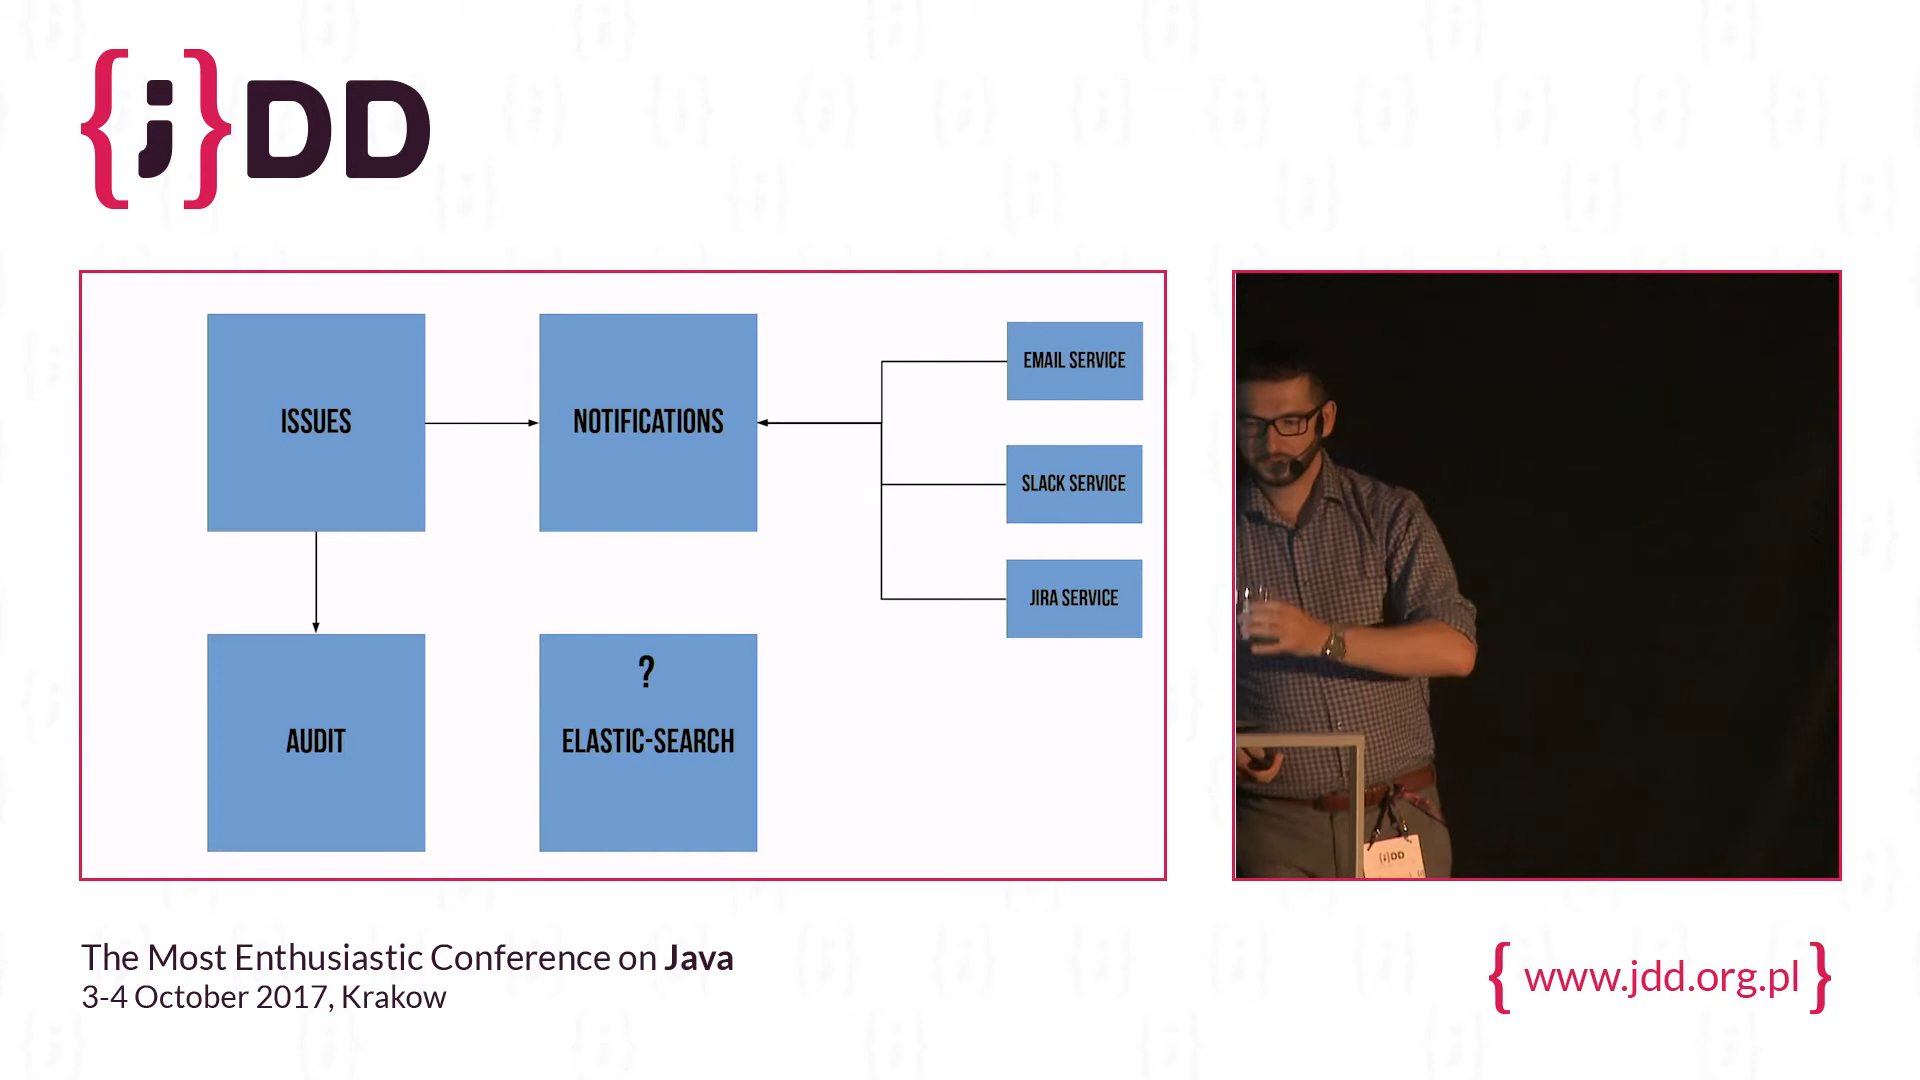 {;}DD
ISSUES
NOTIFICATIONS
EMAIL SERVICE
SLACK SERVICE
JIRA SERVICE
AUDIT
?
ELASTIC-SEARCH
{;}DD
The Most Enthusiastic Conference on Java
3-4 October 2017, Krakow
{ www.jdd.org.pl }